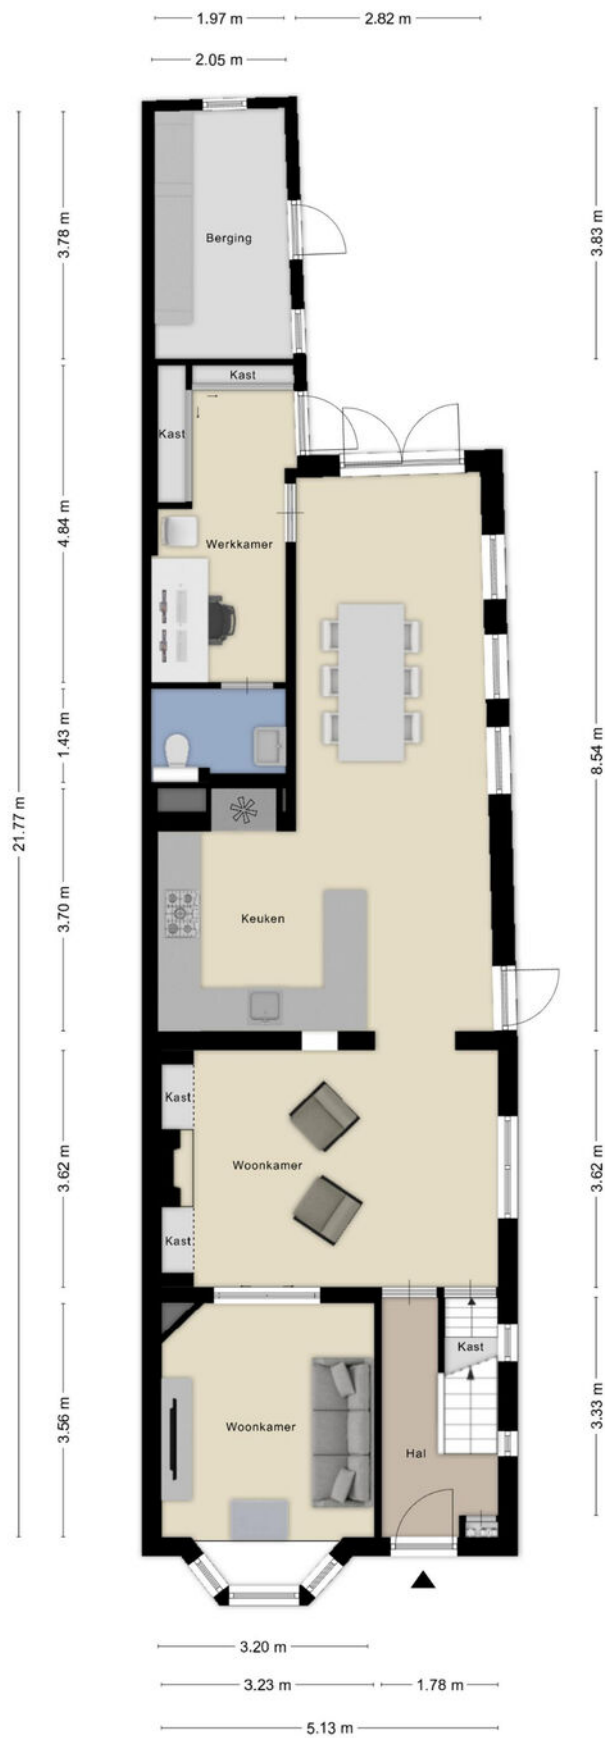 1.97 m
2.82 m
2.05 m
3.78 m
3.83 m
Berging
Kast
Kast
4.84 m
Werkkamer
1.43 m
8.54 m
21.77 m
3.70 m
Keuken
Kast
3.62 m
Woonkamer
3.62 m
Kast
Kast
3.56 m
Woonkamer
3.33 m
Hal
3.20 m
3.23 m
1.78 m
5.13 m